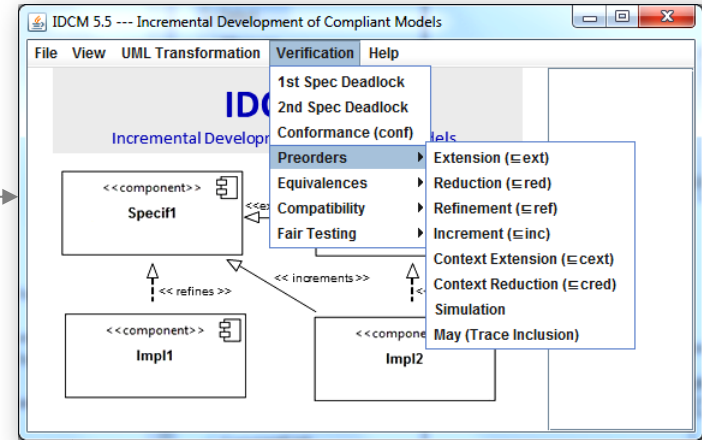 IDCM 5.5 --- Incremental Development of Compliant Models
File View UML Transformation Verification Help
1st Spec Deadlock
2nd Spec Deadlock
Conformance (conf)
Preorders
Equivalences
Compatibility
Fair Testing
Extension (⊑ext)
Reduction (⊑red)
Refinement (⊑ref)
Increment (⊑inc)
Context Extension (⊑cext)
Context Reduction (⊑cred)
Simulation
May (Trace Inclusion)
Incremental
<<component>>
Specif1
<< refines >>
<< increments >>
<<component>>
Impl1
Impl2